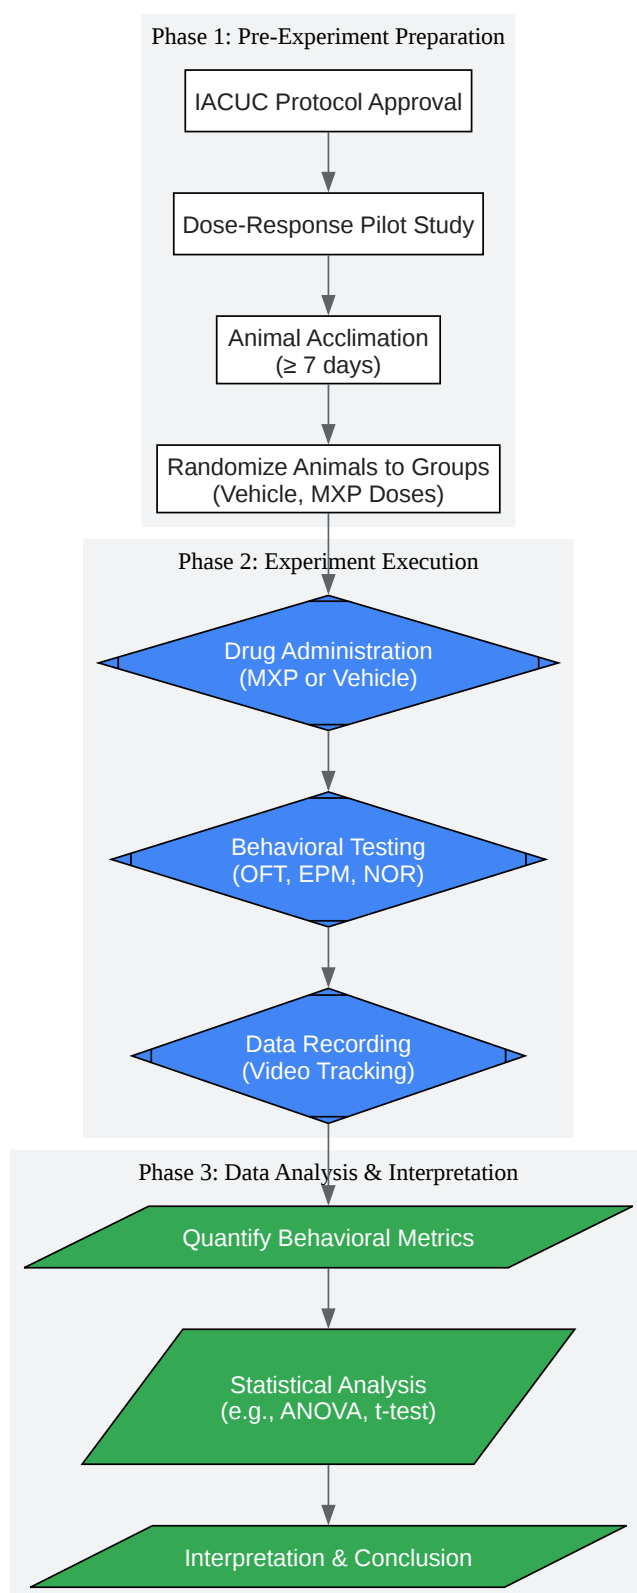 Phase 1: Pre-Experiment Preparation
IACUC Protocol Approval
Dose-Response Pilot Study
Animal Acclimation
(≥ 7 days)
Randomize Animals to Groups
(Vehicle, MXP Doses)
Phase 2: Experiment Execution
Drug Administration
(MXP or Vehicle)
Behavioral Testing
(OFT, EPM, NOR)
Data Recording
(Video Tracking)
Phase 3: Data Analysis & Interpretation
Quantify Behavioral Metrics
Statistical Analysis
(e.g., ANOVA, t-test)
Interpretation & Conclusion